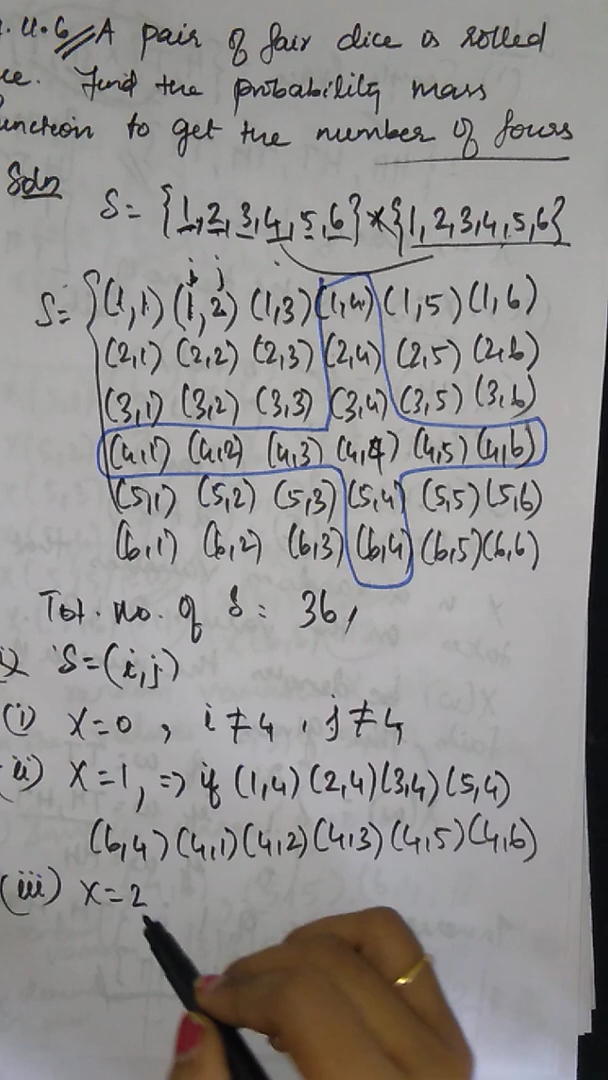 .4.6 A pair of fair dice is rolled
ce. Find the probability mass
unction to get the number of fours
Soln
S= {1,2,3,4,5,6}×{1,2,3,4,5,6}
i j
S= {(1,1) (1,2) (1,3) (1,4) (1,5) (1,6)
(2,1) (2,2) (2,3) (2,4) (2,5) (2,6)
(3,1) (3,2) (3,3) (3,4) (3,5) (3,6)
(4,1) (4,2) (4,3) (4,4) (4,5) (4,6)
(5,1) (5,2) (5,3) (5,4) (5,5) (5,6)
(6,1) (6,2) (6,3) (6,4) (6,5)(6,6)
Tot. no. of S = 36,
S=(i,j)
(i) X=0, i≠4, j≠4
(ii) X=1, => if (1,4) (2,4)(3,4)(5,4)
(6,4)(4,1)(4,2)(4,3)(4,5)(4,6)
(iii) X=2